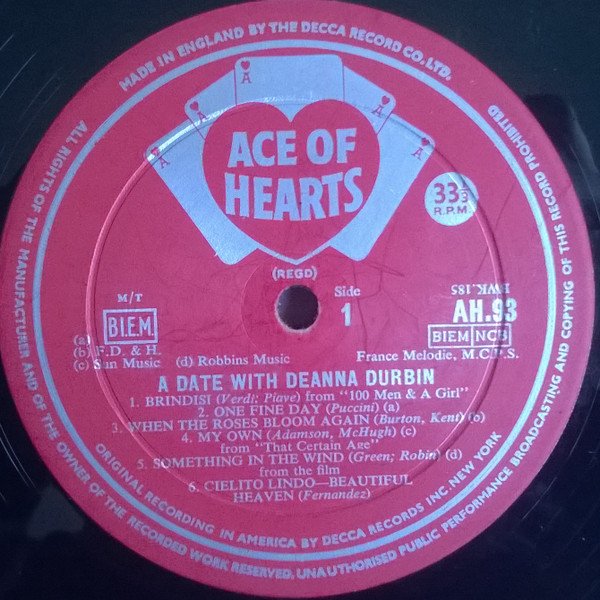 MADE IN ENGLAND BY THE DECCA RECORD CO. LTD.
ALL RIGHTS OF THE MANUFACTURER AND OF THE OWNER OF THE RECORDED WORK RESERVED. UNAUTHORISED PUBLIC PERFORMANCE BROADCASTING AND COPYING OF THIS RECORD PROHIBITED
A
A
A
A
ACE OF
HEARTS
33⅓
R.P.M.
(REGD)
M/T
Side
1
DWK.185
AH.93
(a) B.I.E.M.
BIEM NCB
(b) F.D. & H.
(c) Sun Music (d) Robbins Music France Melodie, M.C.P.S.
A DATE WITH DEANNA DURBIN
1. BRINDISI (Verdi: Piave) from "100 Men & A Girl"
2. ONE FINE DAY (Puccini) (a)
3. WHEN THE ROSES BLOOM AGAIN (Burton, Kent) (b)
4. MY OWN (Adamson, McHugh) (c)
from "That Certain Age"
5. SOMETHING IN THE WIND (Green; Robin) (d)
from the film
6. CIELITO LINDO—BEAUTIFUL
HEAVEN (Fernandez)
ORIGINAL RECORDING IN AMERICA BY DECCA RECORDS INC. NEW YORK